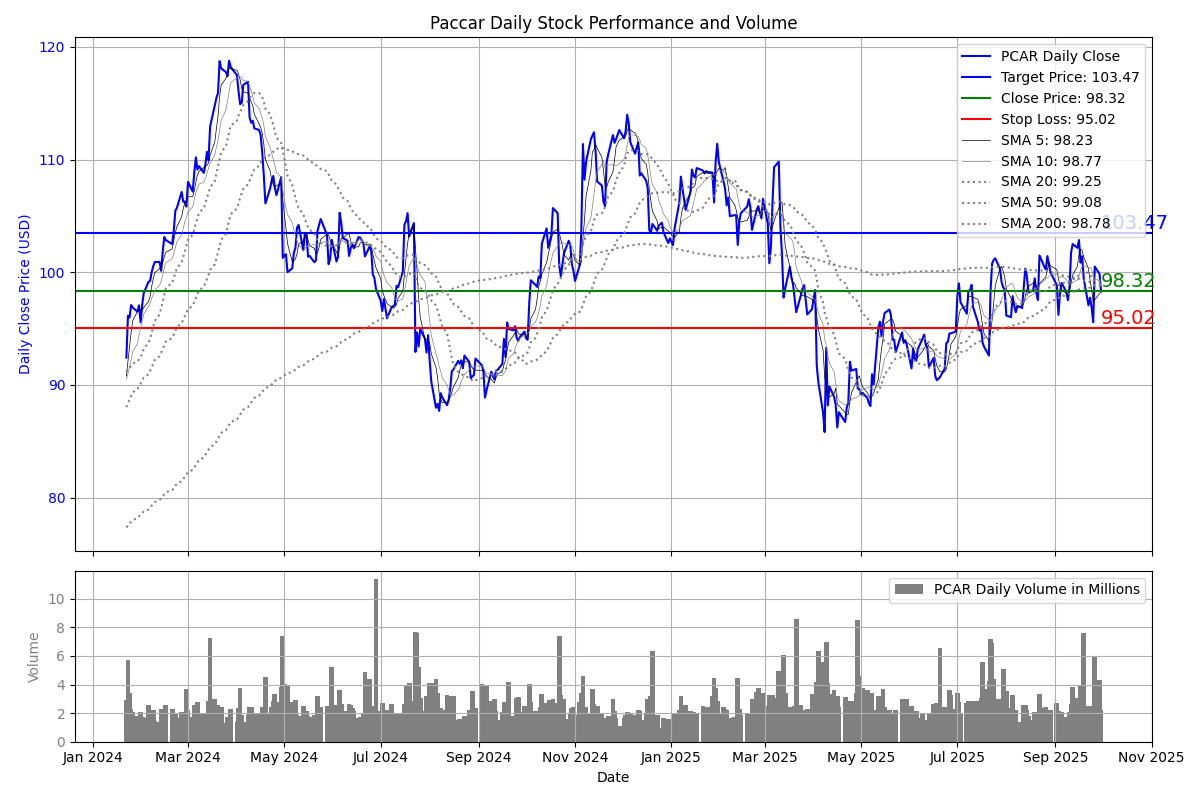 Paccar Daily Stock Performance and Volume
Daily Close Price (USD)
120
110
100
90
80
PCAR Daily Close
Target Price: 103.47
Close Price: 98.32
Stop Loss: 95.02
SMA 5: 98.23
SMA 10: 98.77
SMA 20: 99.25
SMA 50: 99.08
SMA 200: 98.78
103.47
98.32
95.02
Volume
10
8
6
4
2
0
PCAR Daily Volume in Millions
Jan 2024
Mar 2024
May 2024
Jul 2024
Sep 2024
Nov 2024
Jan 2025
Mar 2025
May 2025
Jul 2025
Sep 2025
Nov 2025
Date